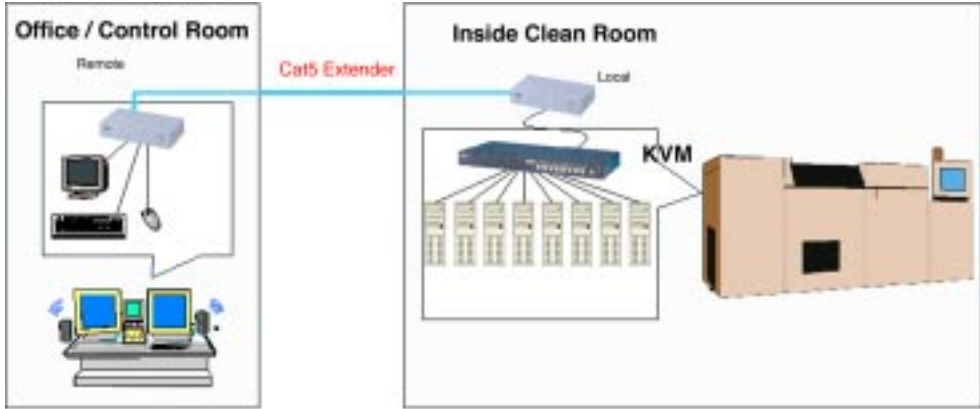 Office / Control Room
Remote
Cat5 Extender
Inside Clean Room
Local
KVM